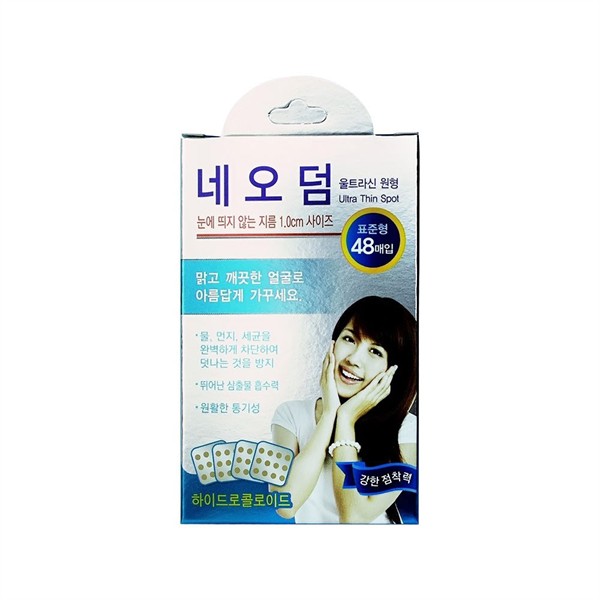 네오덤 울트라신 원형
Ultra Thin Spot
눈에 띄지 않는 지름 1.0cm 사이즈
표준형
48매입
맑고 깨끗한 얼굴로
아름답게 가꾸세요.
·물, 먼지, 세균을
완벽하게 차단하여
덧나는 것을 방지
·뛰어난 삼출물 흡수력
·원활한 통기성
강한 점착력
하이드로콜로이드